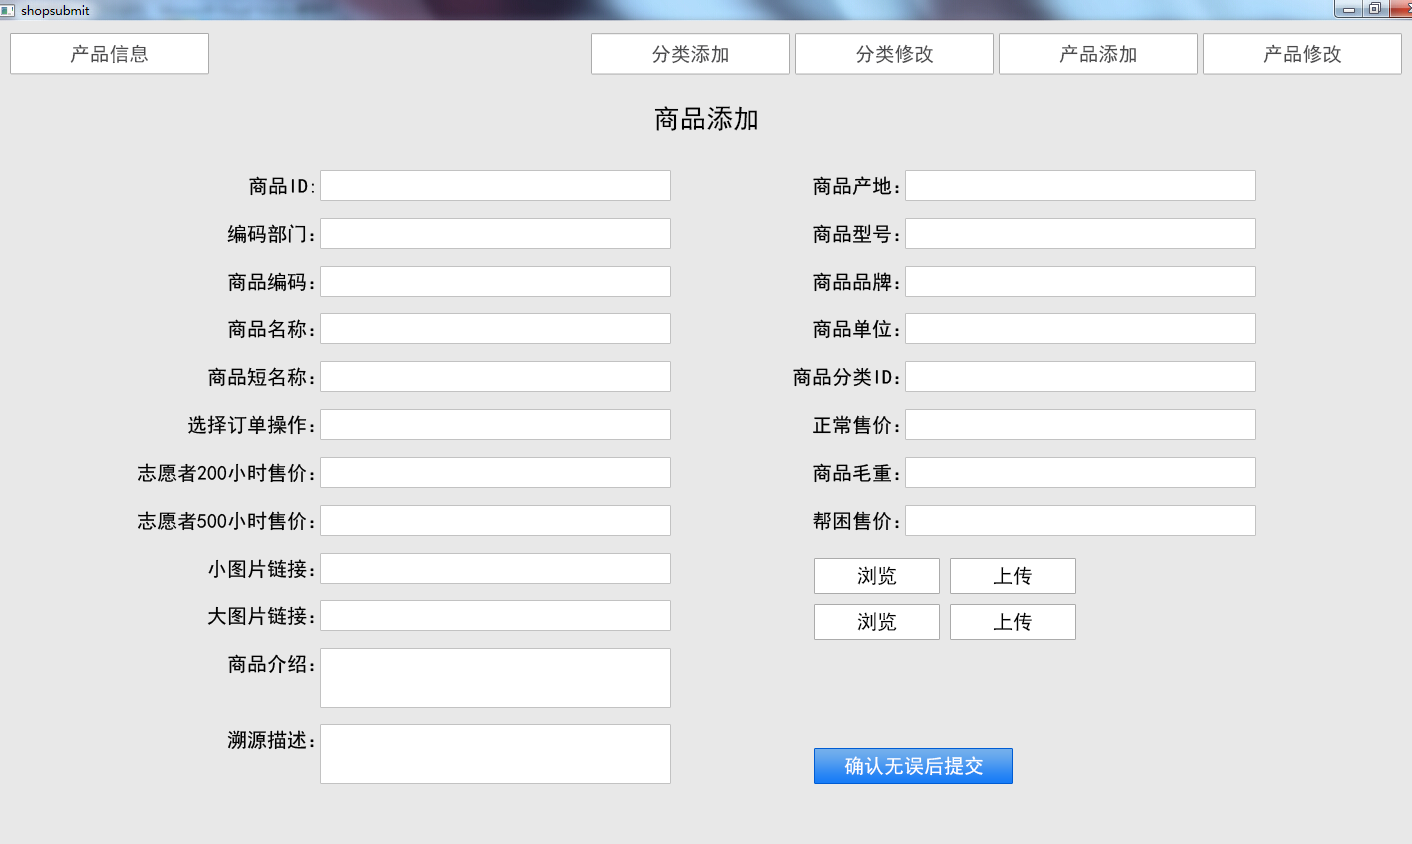 shopsubmit
产品信息 分类添加 分类修改 产品添加 产品修改
商品添加
商品ID: 商品产地：
编码部门： 商品型号：
商品编码： 商品品牌：
商品名称： 商品单位：
商品短名称： 商品分类ID：
选择订单操作： 正常售价：
志愿者200小时售价： 商品毛重：
志愿者500小时售价： 帮困售价：
小图片链接： 浏览 上传
大图片链接： 浏览 上传
商品介绍：
溯源描述： 确认无误后提交